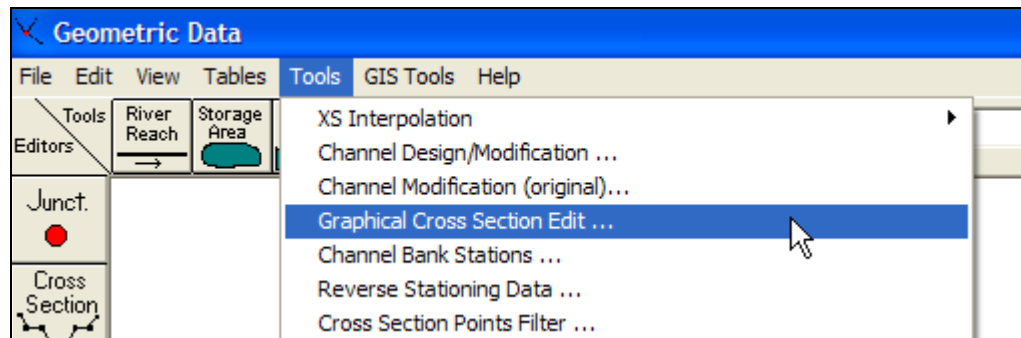 Geometric Data
File Edit View Tables Tools GIS Tools Help
Tools
Editors
River
Reach
Storage
Area
XS Interpolation
Channel Design/Modification ...
Channel Modification (original)...
Graphical Cross Section Edit ...
Channel Bank Stations ...
Reverse Stationing Data ...
Cross Section Points Filter ...
Junct.
Cross
Section